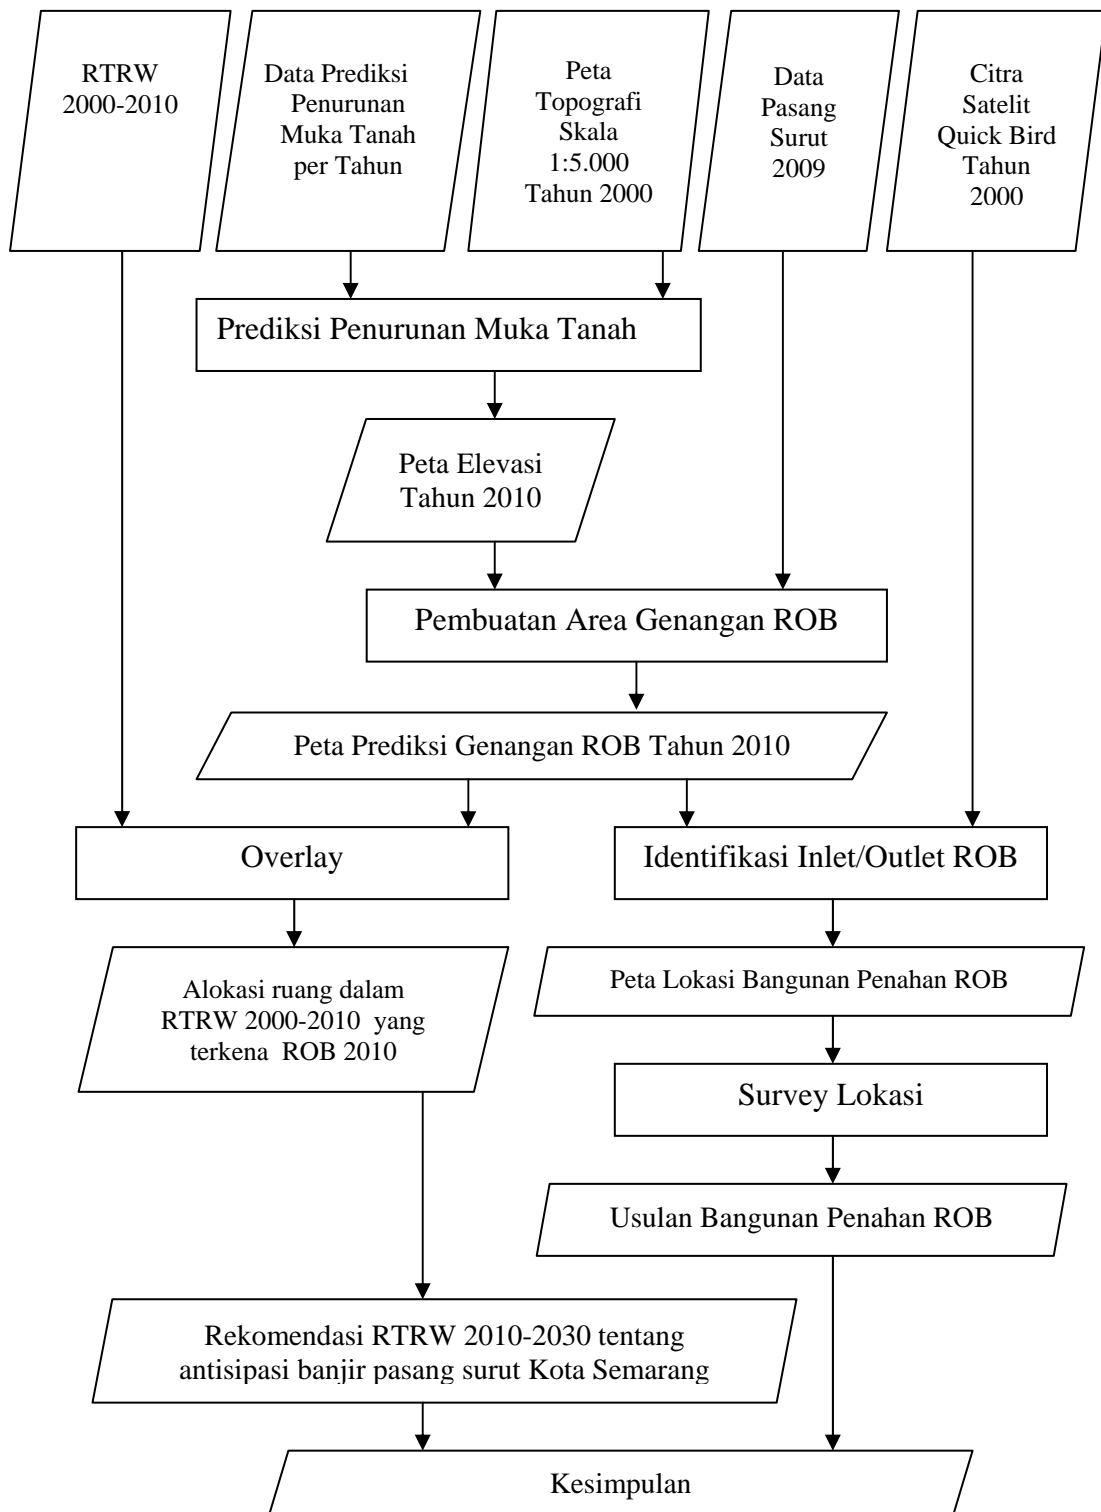 RTRW
2000-2010
Data Prediksi
Penurunan
Muka Tanah
per Tahun
Peta
Topografi
Skala
1:5.000
Tahun 2000
Data
Pasang
Surut
2009
Citra
Satelit
Quick Bird
Tahun
2000
Prediksi Penurunan Muka Tanah
Peta Elevasi
Tahun 2010
Pembuatan Area Genangan ROB
Peta Prediksi Genangan ROB Tahun 2010
Overlay
Identifikasi Inlet/Outlet ROB
Alokasi ruang dalam
RTRW 2000-2010 yang
terkena ROB 2010
Peta Lokasi Bangunan Penahan ROB
Survey Lokasi
Usulan Bangunan Penahan ROB
Rekomendasi RTRW 2010-2030 tentang
antisipasi banjir pasang surut Kota Semarang
Kesimpulan